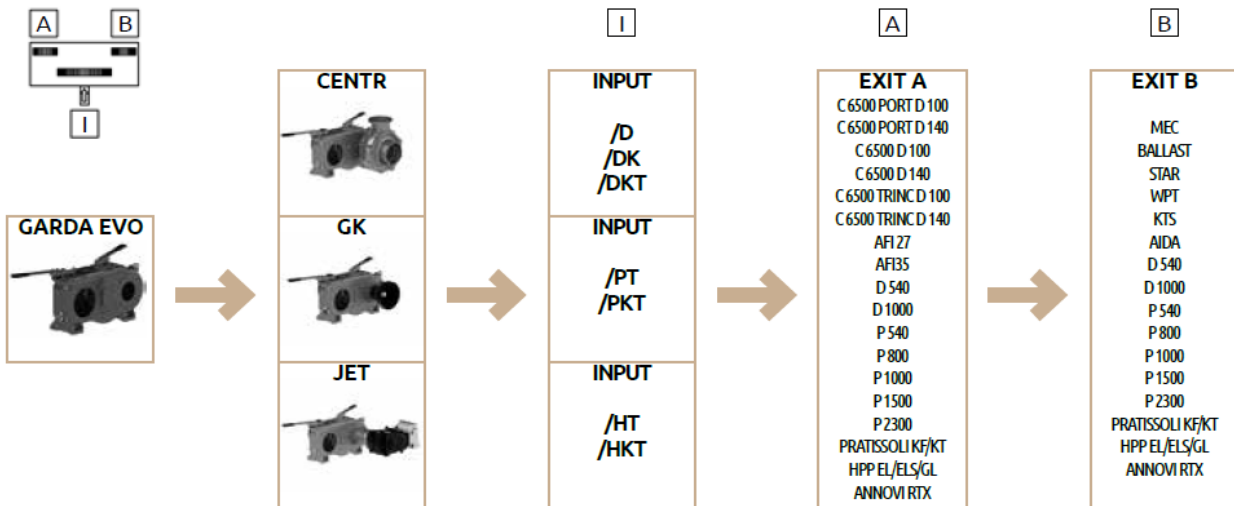 A
B
I
I
A
B
GARDA EVO
CENTR
GK
JET
INPUT
/D
/DK
/DKT
INPUT
/PT
/PKT
INPUT
/HT
/HKT
EXIT A
C 6500 PORT D 100
C 6500 PORT D 140
C 6500 D 100
C 6500 D 140
C 6500 TRINC D 100
C 6500 TRINC D 140
AFI 27
AFI35
D 540
D 1000
P 540
P 800
P 1000
P 1500
P 2300
PRATISSOLI KF/KT
HPP EL/ELS/GL
ANNOVI RTX
EXIT B
MEC
BALLAST
STAR
WPT
KTS
AIDA
D 540
D 1000
P 540
P 800
P 1000
P 1500
P 2300
PRATISSOLI KF/KT
HPP EL/ELS/GL
ANNOVI RTX